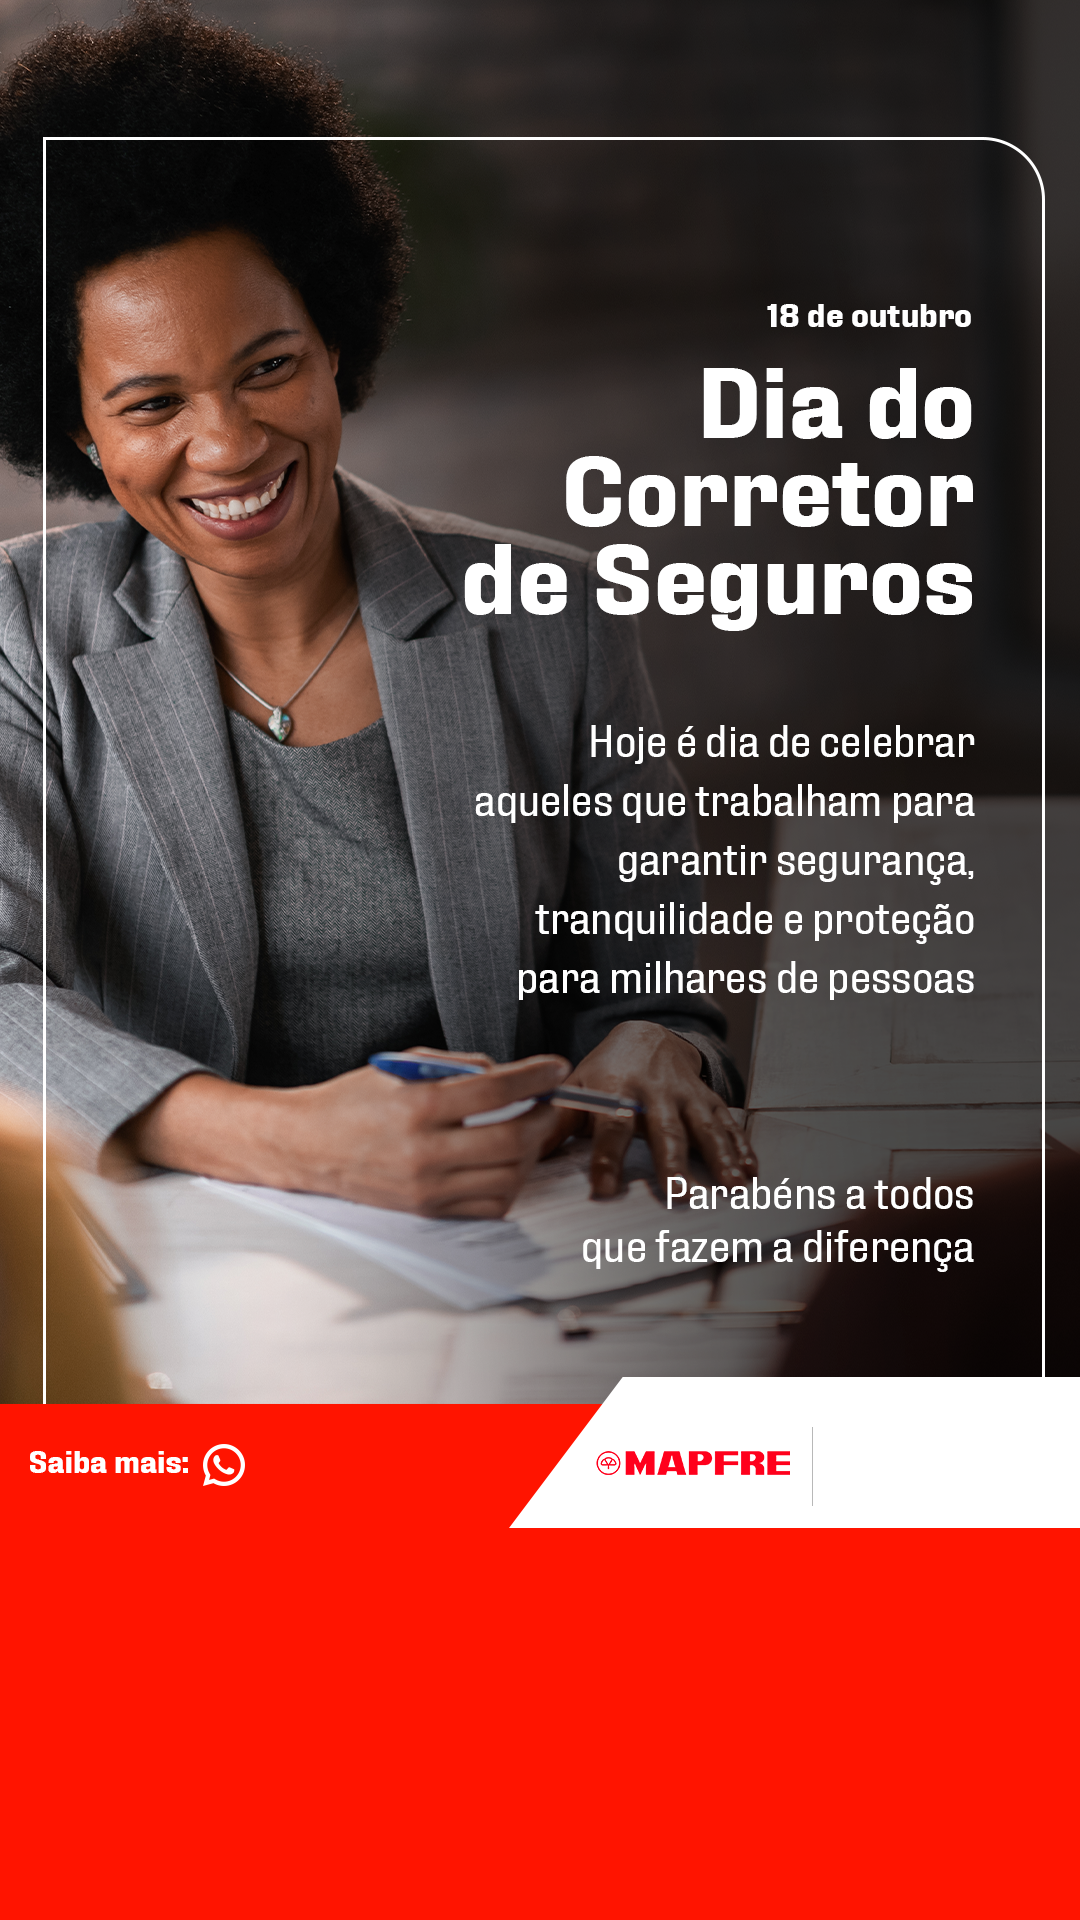 18 de outubro
Dia do
Corretor
de Seguros
Hoje é dia de celebrar
aqueles que trabalham para
garantir segurança,
tranquilidade e proteção
para milhares de pessoas
Parabéns a todos
que fazem a diferença
Saiba mais:
MAPFRE